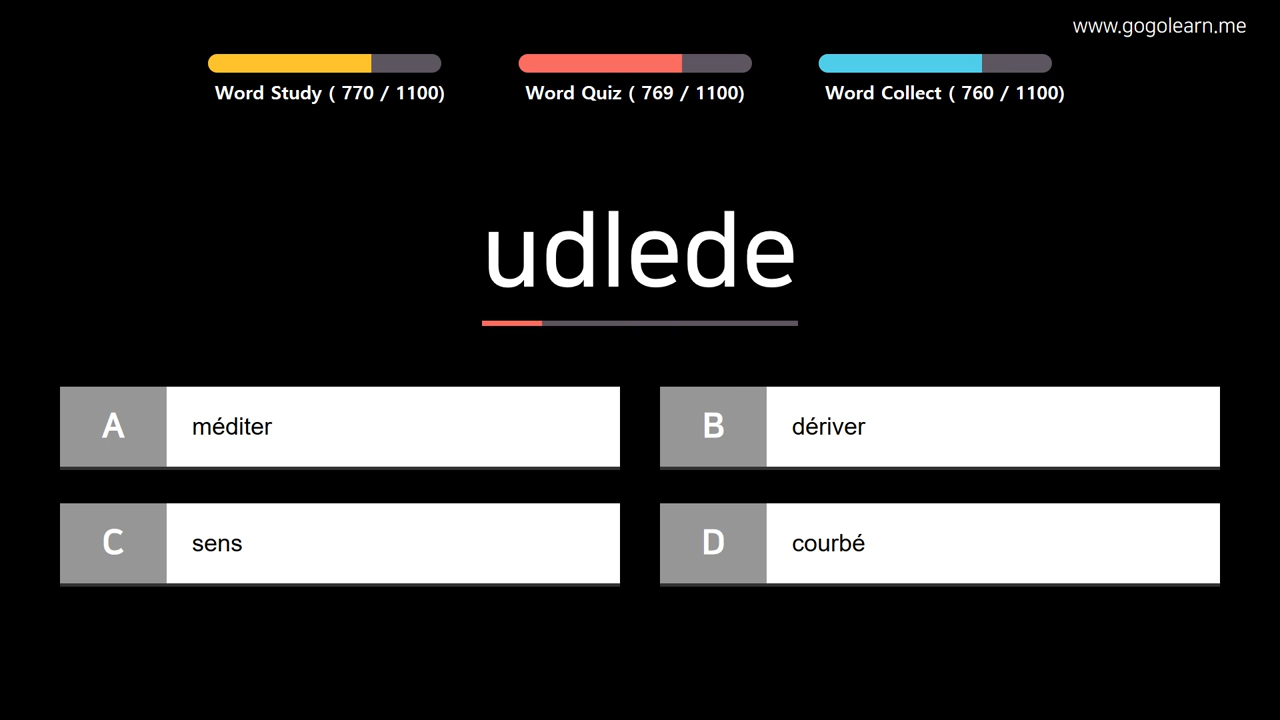 www.gogolearn.me
Word Study ( 770 / 1100)
Word Quiz ( 769 / 1100)
Word Collect ( 760 / 1100)
udlede
A méditer
B dériver
C sens
D courbé